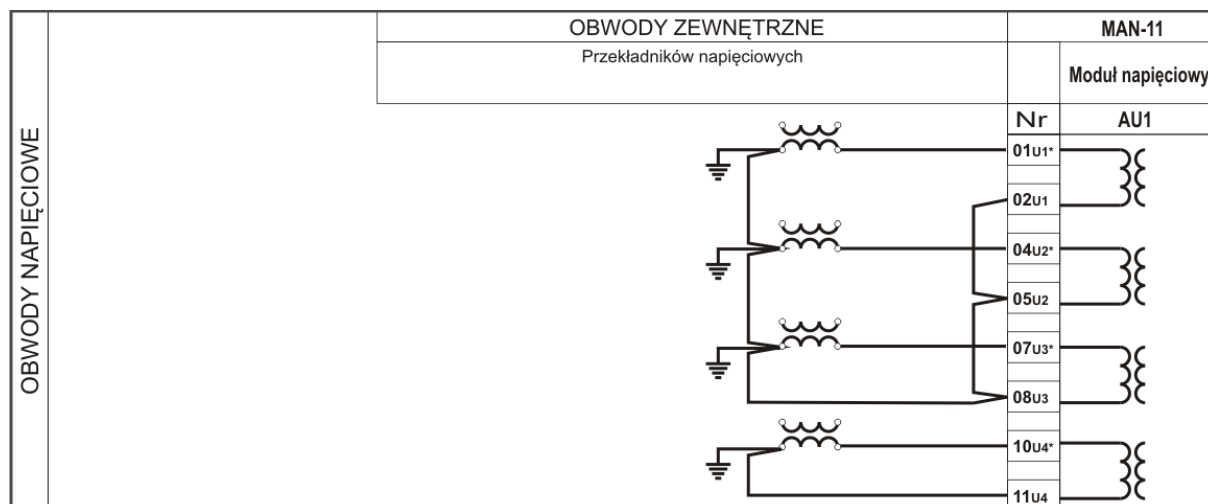 OBWODY NAPIĘCIOWE
OBWODY ZEWNĘTRZNE
MAN-11
Przekładników napięciowych
Moduł napięciowy
Nr
AU1
01U1*
02U1
04U2*
05U2
07U3*
08U3
10U4*
11U4